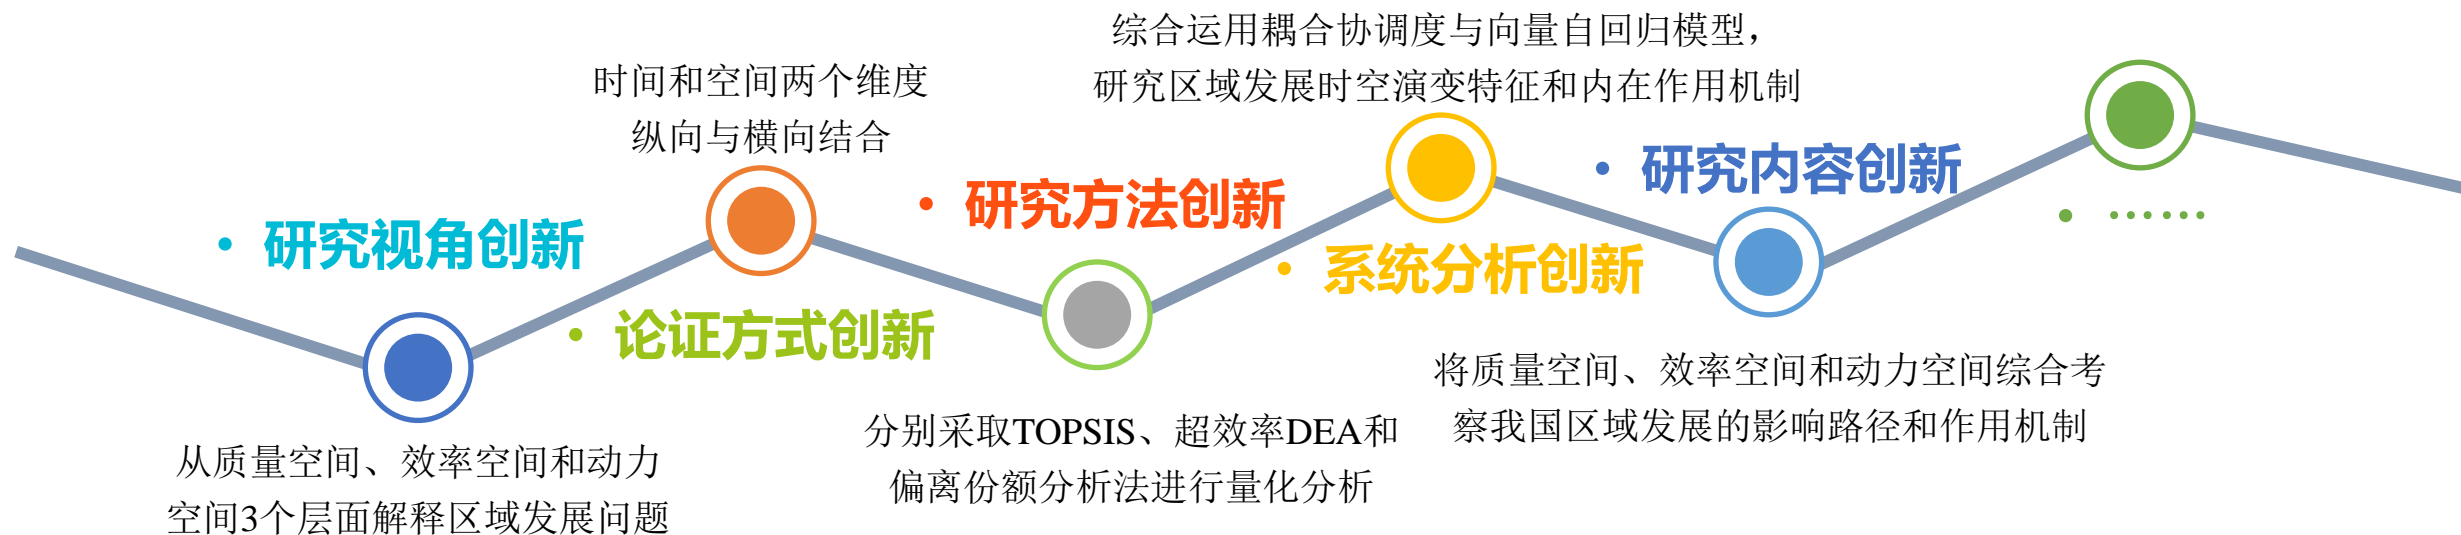 • 研究视角创新
从质量空间、效率空间和动力
空间3个层面解释区域发展问题
时间和空间两个维度
纵向与横向结合
• 论证方式创新
• 研究方法创新
分别采取TOPSIS、超效率DEA和
偏离份额分析法进行量化分析
综合运用耦合协调度与向量自回归模型，
研究区域发展时空演变特征和内在作用机制
• 系统分析创新
• 研究内容创新
将质量空间、效率空间和动力空间综合考
察我国区域发展的影响路径和作用机制
• ······